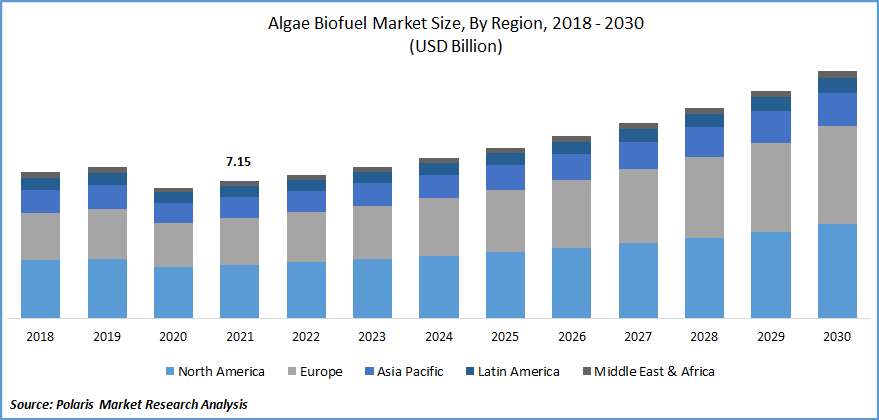 Algae Biofuel Market Size, By Region, 2018 - 2030
(USD Billion)
7.15
2018 2019 2020 2021 2022 2023 2024 2025 2026 2027 2028 2029 2030
North America Europe Asia Pacific Latin America Middle East & Africa
Source: Polaris Market Research Analysis